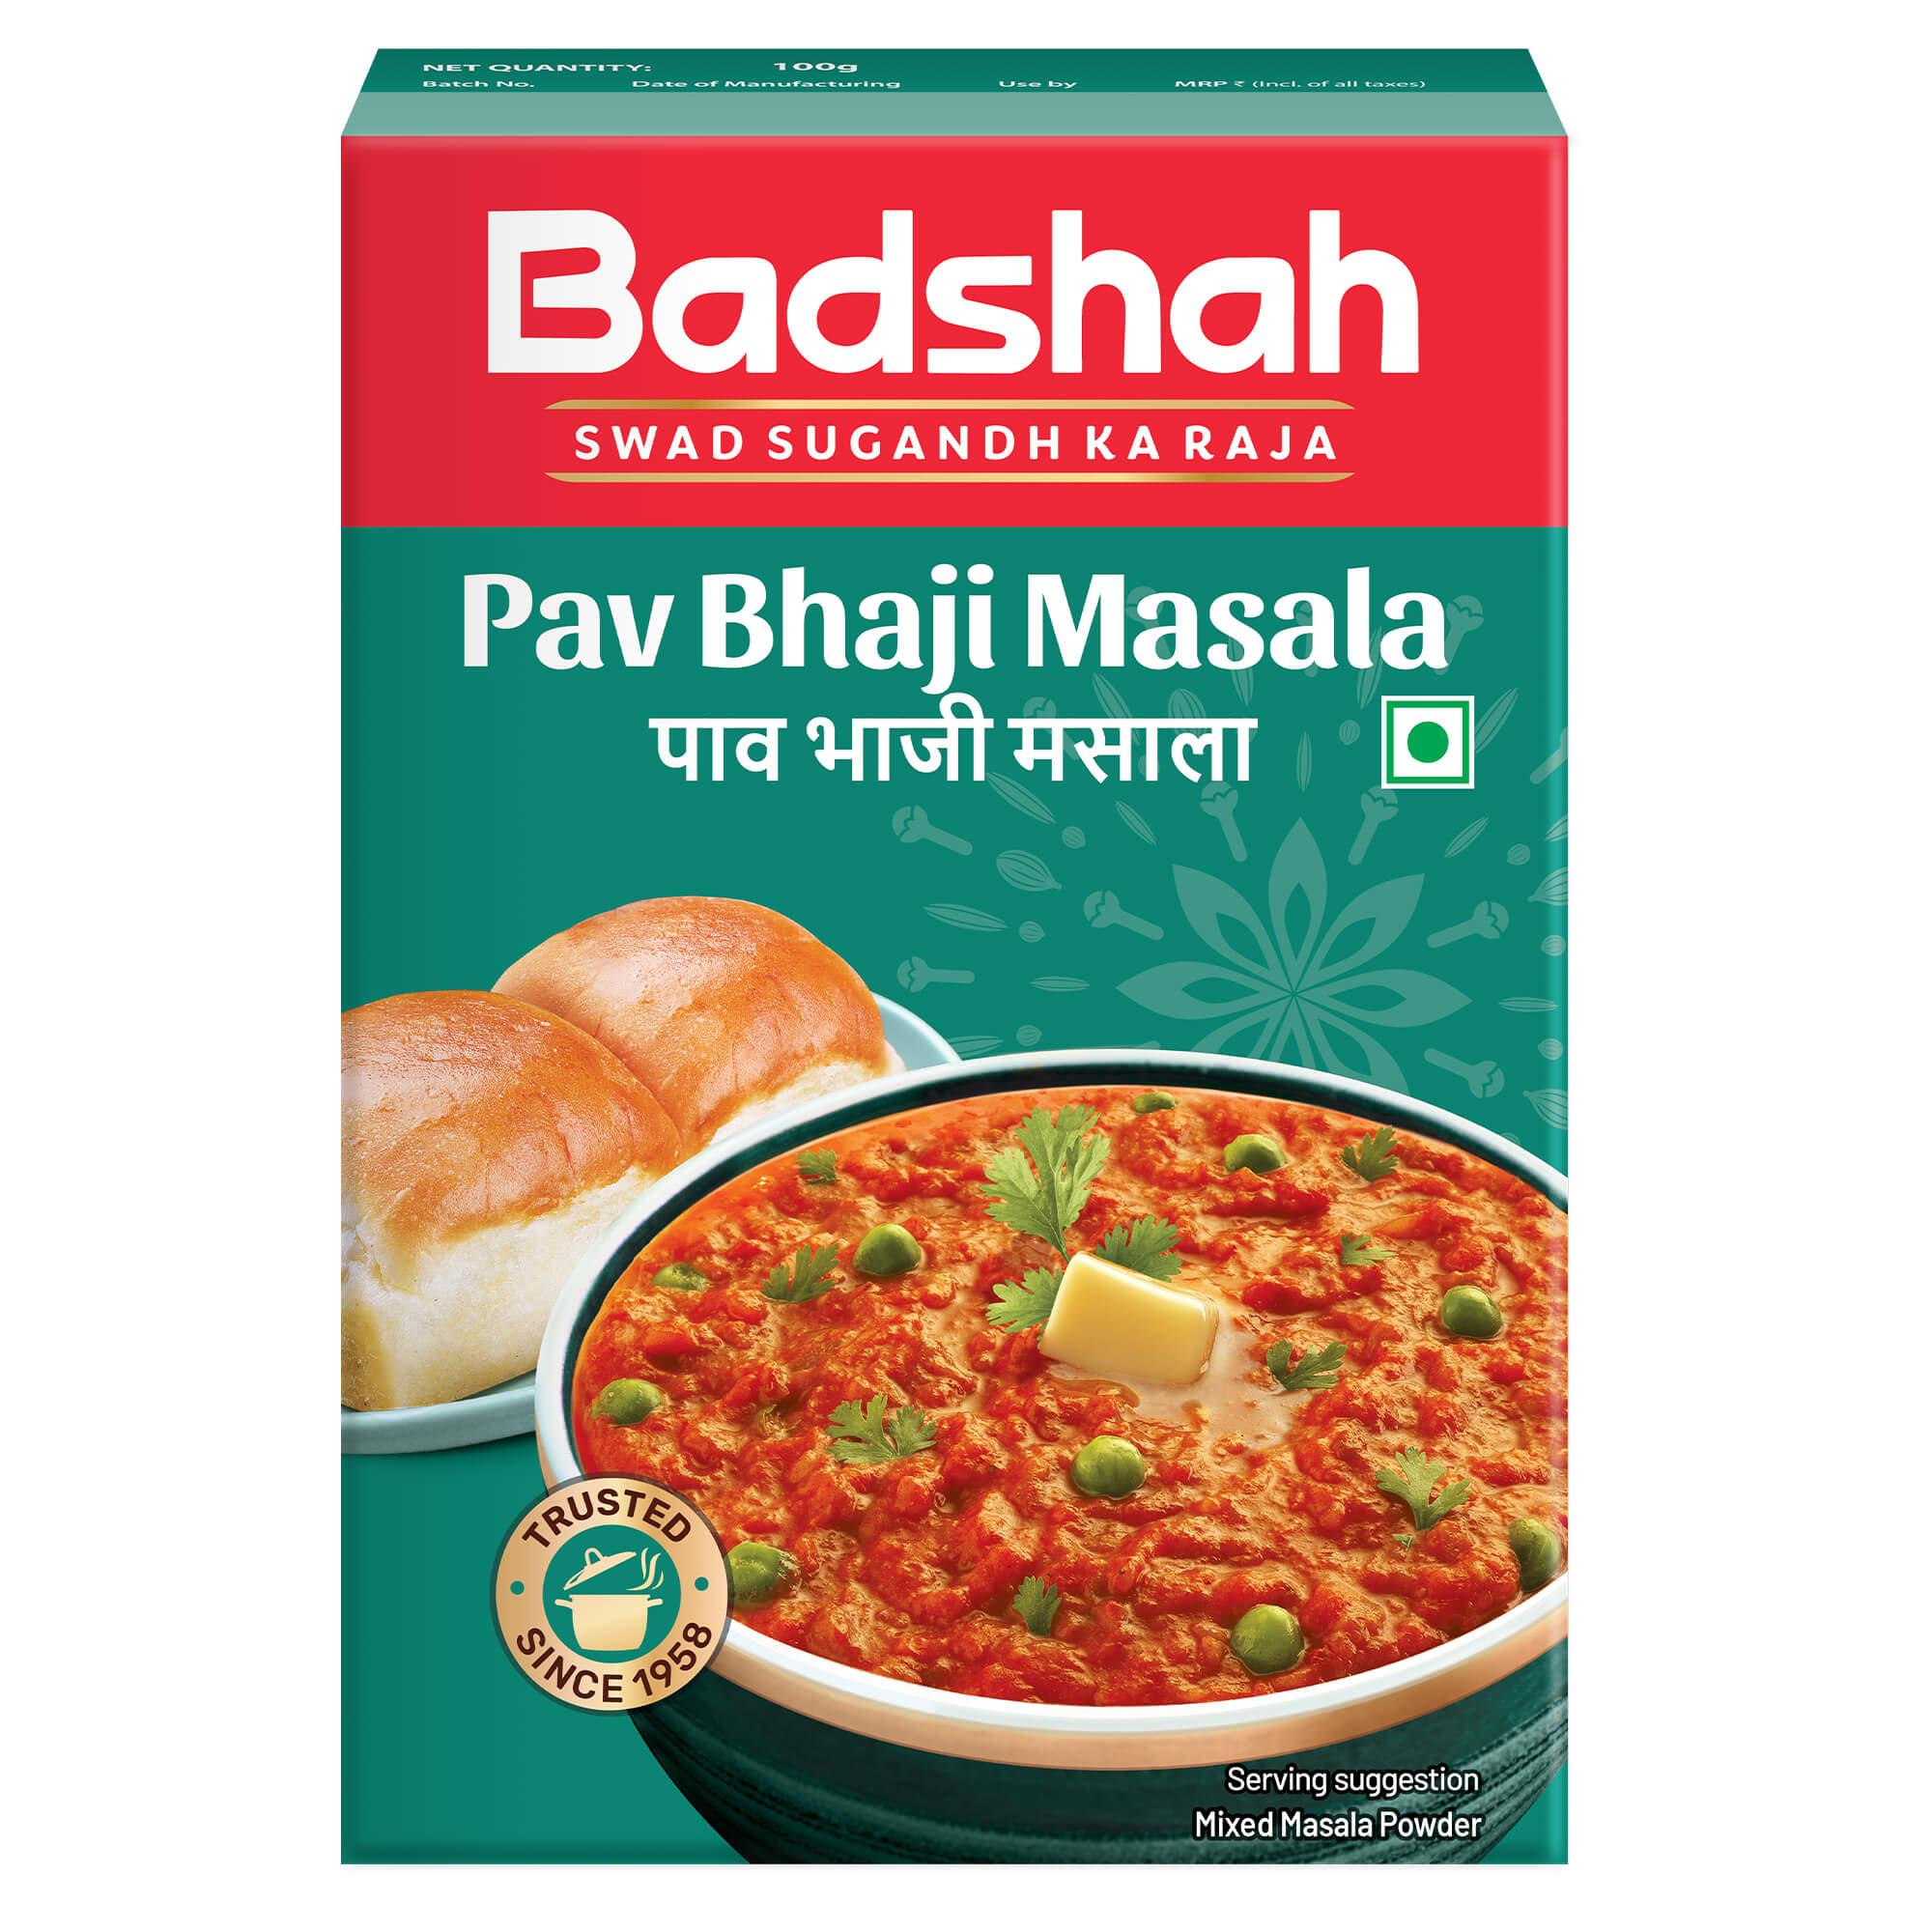 NET QUANTITY: 100g
Batch No. Date of Manufacturing Use by MRP ₹ (Incl. of all taxes)
Badshah
SWAD SUGANDH KA RAJA
Pav Bhaji Masala
पाव भाजी मसाला
TRUSTED
SINCE 1958
Serving suggestion
Mixed Masala Powder